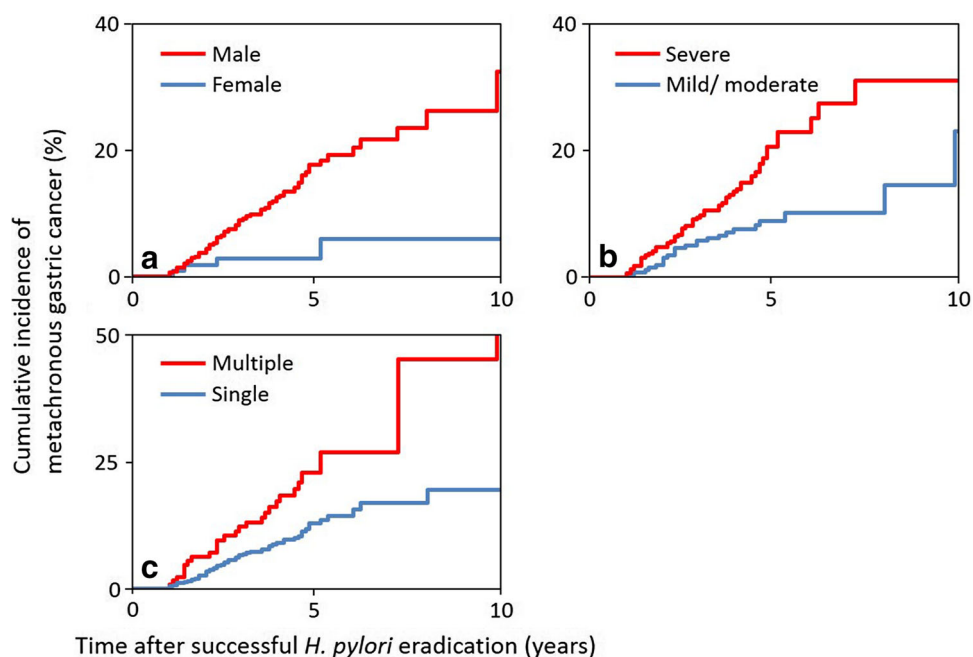 Cumulative incidence of
metachronous gastric cancer (%)
40
20
0
Male
Female
a
0
5
10
40
20
0
Severe
Mild/ moderate
b
0
5
10
50
25
0
Multiple
Single
c
0
5
10
Time after successful H. pylori eradication (years)